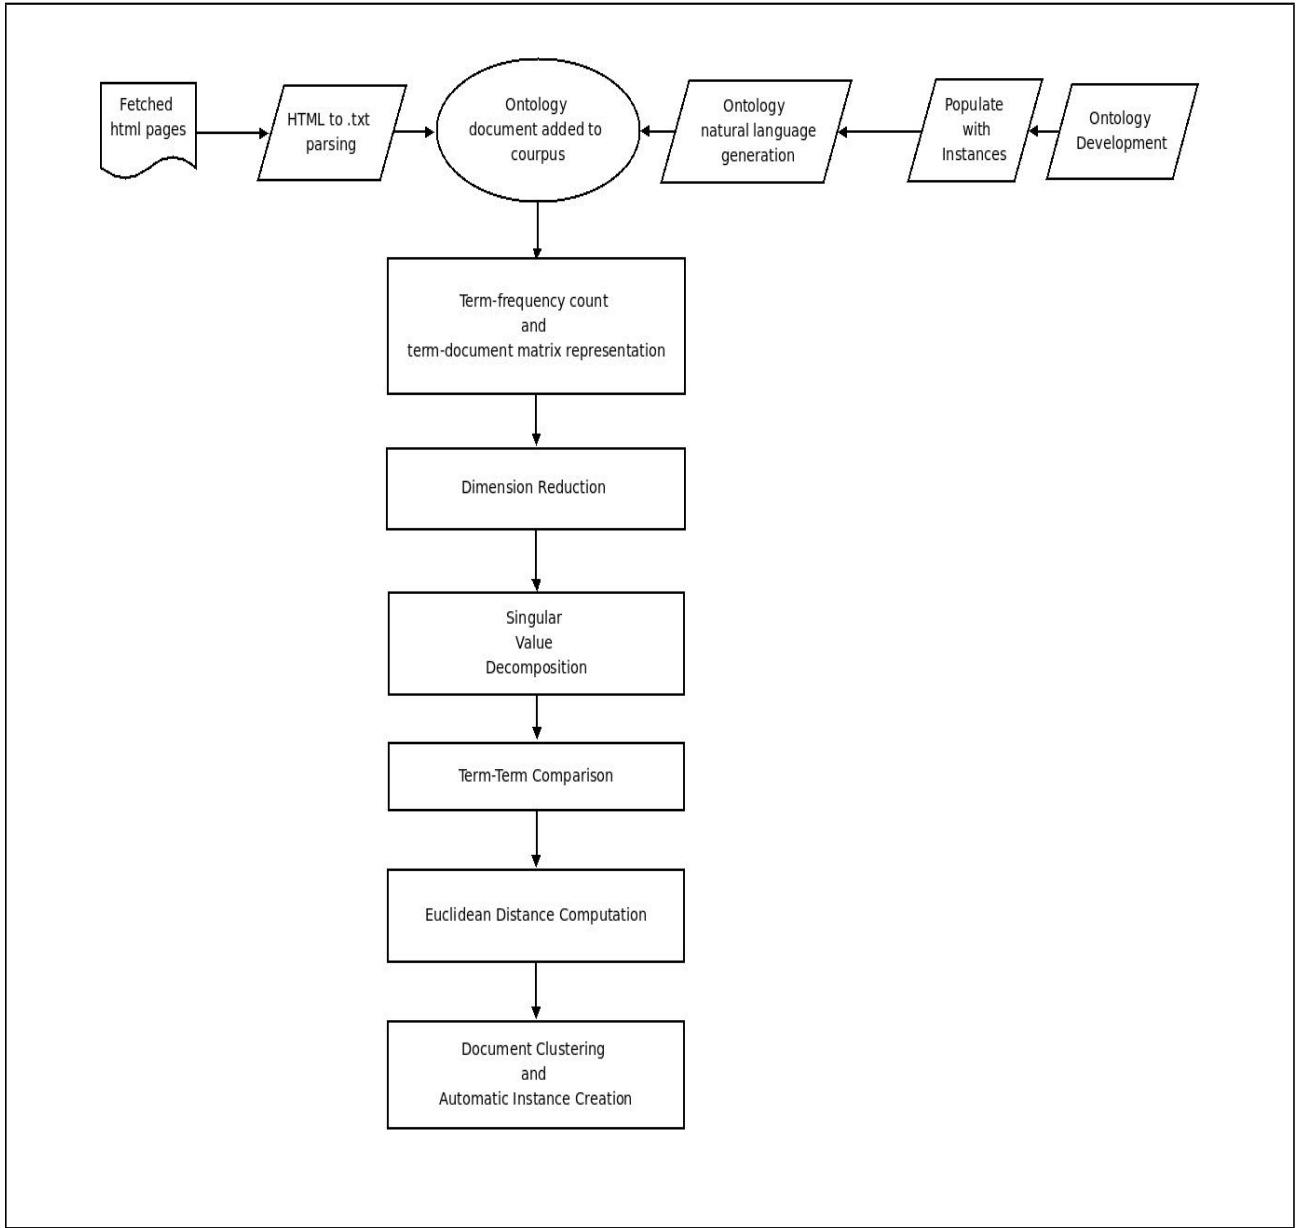 Fetched
html pages
HTML to .txt
parsing
Ontology
document added to
courpus
Ontology
natural language
generation
Populate
with
Instances
Ontology
Development
Term-frequency count
and
term-document matrix representation
Dimension Reduction
Singular
Value
Decomposition
Term-Term Comparison
Euclidean Distance Computation
Document Clustering
and
Automatic Instance Creation